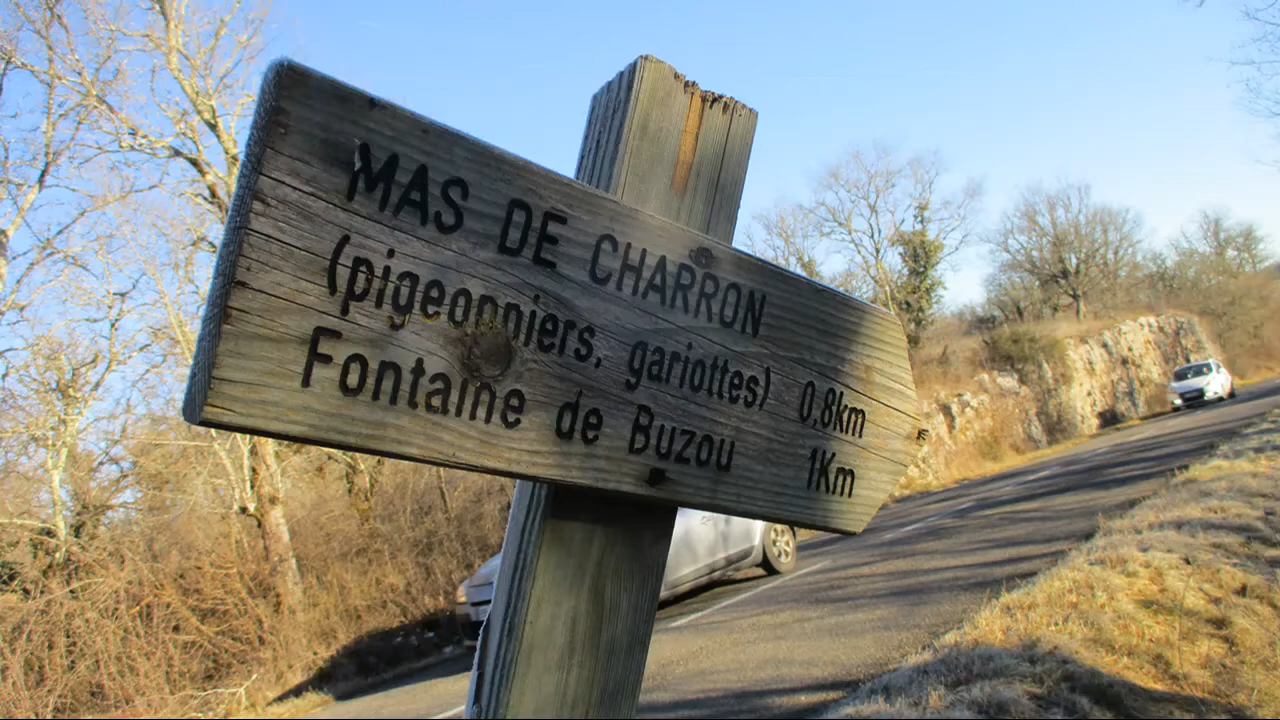 MAS DE CHARRON
(pigeonniers, gariottes) 0,8km
Fontaine de Buzou 1Km